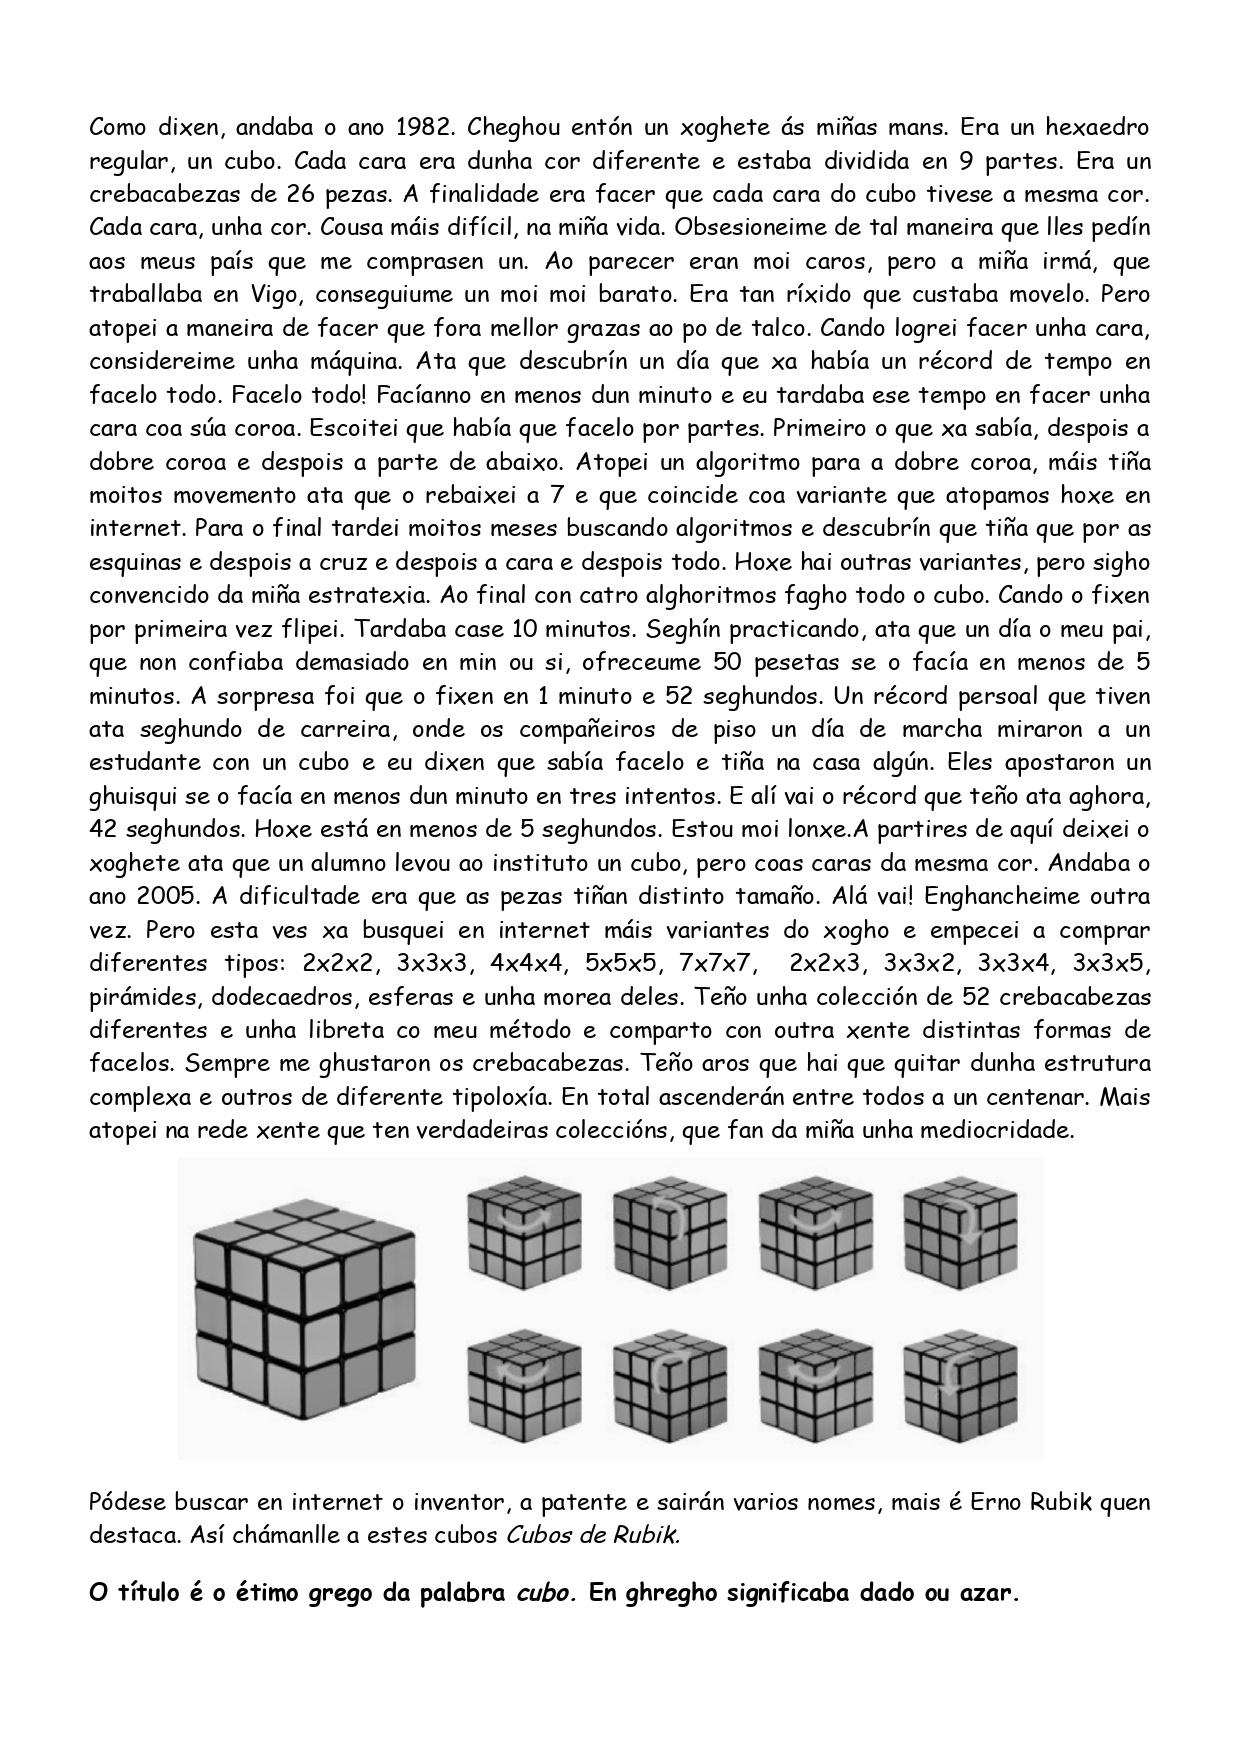 Como dixen, andaba o ano 1982. Cheghou entón un xoghete ás miñas mans. Era un hexaedro
regular, un cubo. Cada cara era dunha cor diferente e estaba dividida en 9 partes. Era un
crebacabezas de 26 pezas. A finalidade era facer que cada cara do cubo tivese a mesma cor.
Cada cara, unha cor. Cousa máis difícil, na miña vida. Obsesioneime de tal maneira que lles pedín
aos meus país que me comprasen un. Ao parecer eran moi caros, pero a miña irmá, que
traballaba en Vigo, conseguiume un moi moi barato. Era tan ríxido que custaba movelo. Pero
atopei a maneira de facer que fora mellor grazas ao po de talco. Cando logrei facer unha cara,
considereime unha máquina. Ata que descubrín un día que xa había un récord de tempo en
facelo todo. Facelo todo! Facíanno en menos dun minuto e eu tardaba ese tempo en facer unha
cara coa súa coroa. Escoitei que había que facelo por partes. Primeiro o que xa sabía, despois a
dobre coroa e despois a parte de abaixo. Atopei un algoritmo para a dobre coroa, máis tiña
moitos movemento ata que o rebaixei a 7 e que coincide coa variante que atopamos hoxe en
internet. Para o final tardei moitos meses buscando algoritmos e descubrín que tiña que por as
esquinas e despois a cruz e despois a cara e despois todo. Hoxe hai outras variantes, pero sigho
convencido da miña estratexia. Ao final con catro alghoritmos fagho todo o cubo. Cando o fixen
por primeira vez flipei. Tardaba case 10 minutos. Seghín practicando, ata que un día o meu pai,
que non confiaba demasiado en min ou si, ofreceume 50 pesetas se o facía en menos de 5
minutos. A sorpresa foi que o fixen en 1 minuto e 52 seghundos. Un récord persoal que tiven
ata seghundo de carreira, onde os compañeiros de piso un día de marcha miraron a un
estudante con un cubo e eu dixen que sabía facelo e tiña na casa algún. Eles apostaron un
ghuisqui se o facía en menos dun minuto en tres intentos. E alí vai o récord que teño ata aghora,
42 seghundos. Hoxe está en menos de 5 seghundos. Estou moi lonxe.A partires de aquí deixei o
xoghete ata que un alumno levou ao instituto un cubo, pero coas caras da mesma cor. Andaba o
ano 2005. A dificultade era que as pezas tiñan distinto tamaño. Alá vai! Enghancheime outra
vez. Pero esta ves xa busquei en internet máis variantes do xogho e empecei a comprar
diferentes tipos: 2x2x2, 3x3x3, 4x4x4, 5x5x5, 7x7x7, 2x2x3, 3x3x2, 3x3x4, 3x3x5,
pirámides, dodecaedros, esferas e unha morea deles. Teño unha colección de 52 crebacabezas
diferentes e unha libreta co meu método e comparto con outra xente distintas formas de
facelos. Sempre me ghustaron os crebacabezas. Teño aros que hai que quitar dunha estrutura
complexa e outros de diferente tipoloxía. En total ascenderán entre todos a un centenar. Mais
atopei na rede xente que ten verdadeiras coleccións, que fan da miña unha mediocridade.
Pódese buscar en internet o inventor, a patente e sairán varios nomes, mais é Erno Rubik quen
destaca. Así chámanlle a estes cubos Cubos de Rubik.
O título é o étimo grego da palabra cubo. En ghregho significaba dado ou azar.